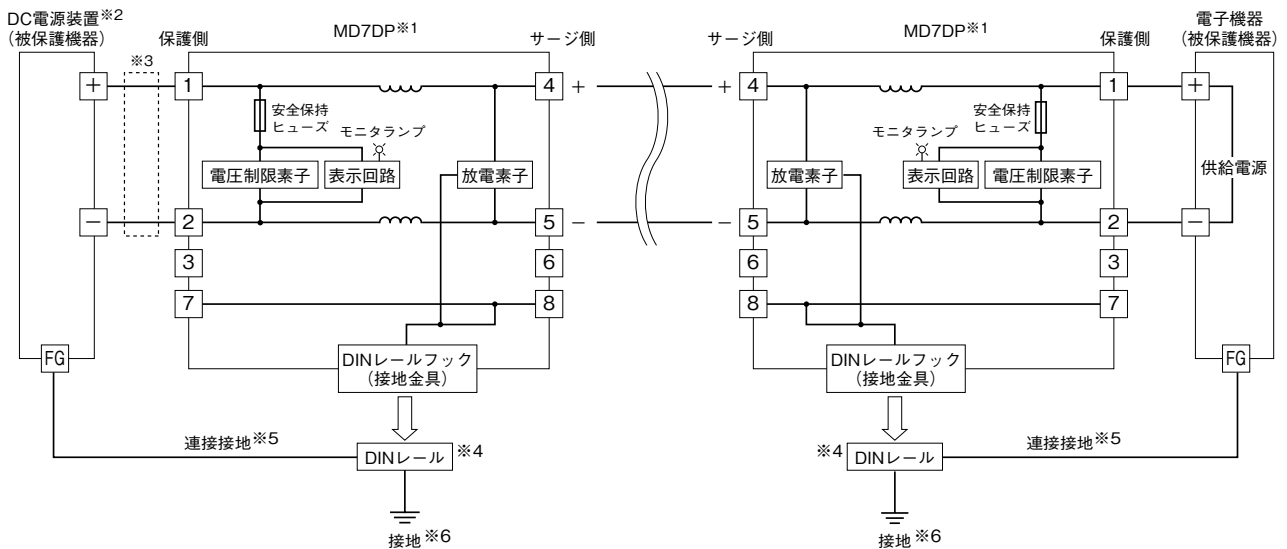 DC電源装置※2
（被保護機器）
保護側
MD7DP※1
サージ側
サージ側
MD7DP※1
保護側
電子機器
（被保護機器）
※3
＋
1
4
＋
＋
4
1
＋
安全保持
ヒューズ
モニタランプ
モニタランプ
安全保持
ヒューズ
電圧制限素子
表示回路
放電素子
放電素子
表示回路
電圧制限素子
供給電源
－
2
5
－
－
5
2
－
3
6
6
3
7
8
8
7
FG
DINレールフック
（接地金具）
DINレールフック
（接地金具）
FG
連接接地※5
DINレール
※4
※4
DINレール
連接接地※5
接地※6
接地※6